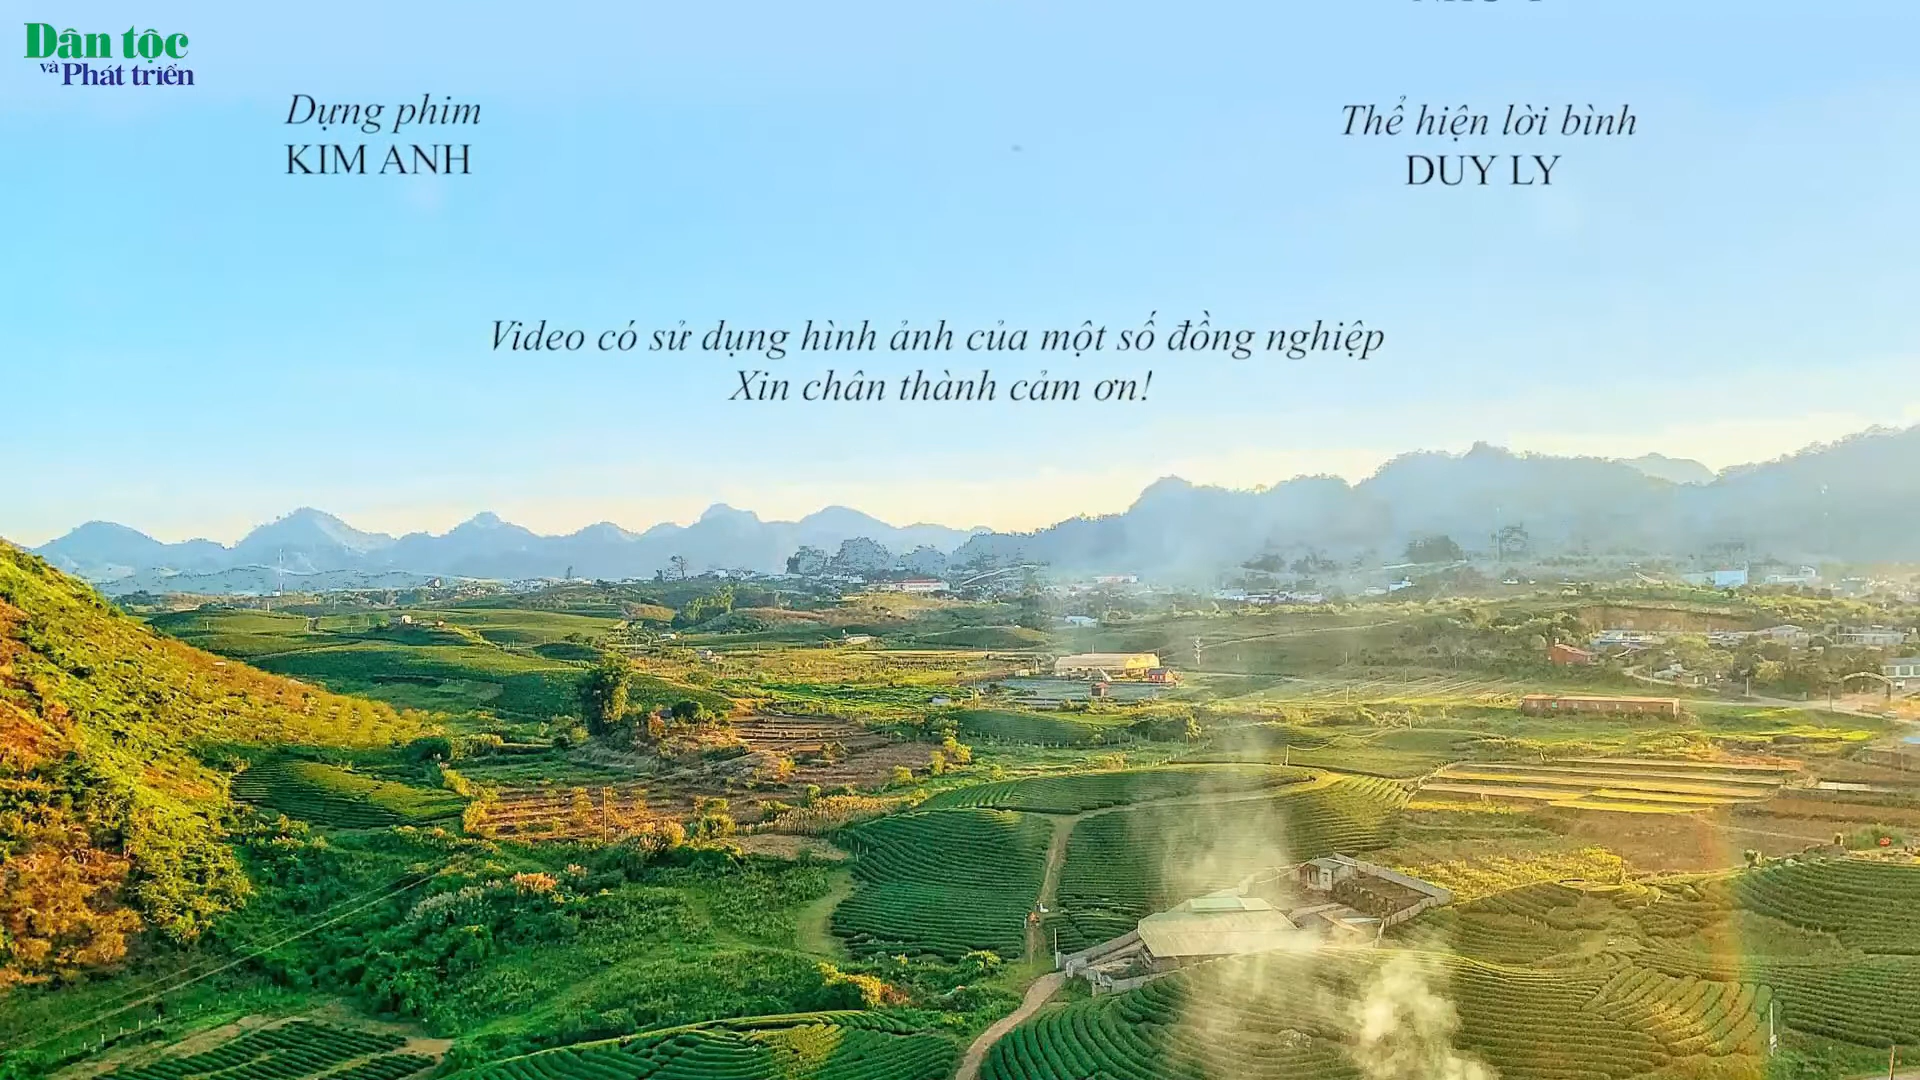 Dân tộc
và Phát triển
Dựng phim
KIM ANH
Thể hiện lời bình
DUY LY
Video có sử dụng hình ảnh của một số đồng nghiệp
Xin chân thành cảm ơn!